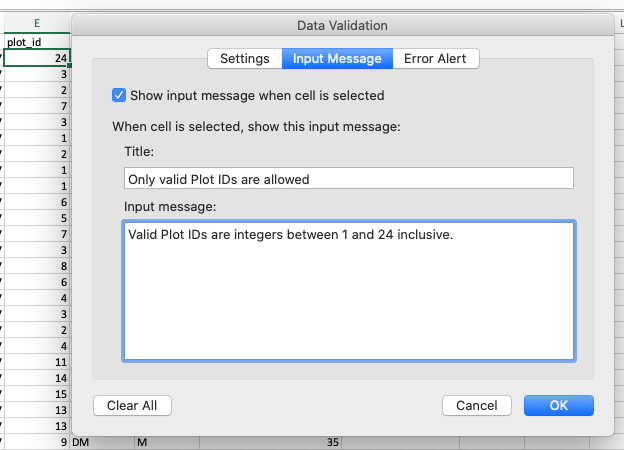 E
Data Validation
L
plot_id
Settings
Input Message
Error Alert
24
3
2
7
3
1
2
1
1
6
5
7
3
8
6
4
3
2
4
11
14
15
13
13
9 DM M 35
Show input message when cell is selected
When cell is selected, show this input message:
Title:
Only valid Plot IDs are allowed
Input message:
Valid Plot IDs are integers between 1 and 24 inclusive.
Clear All
Cancel
OK